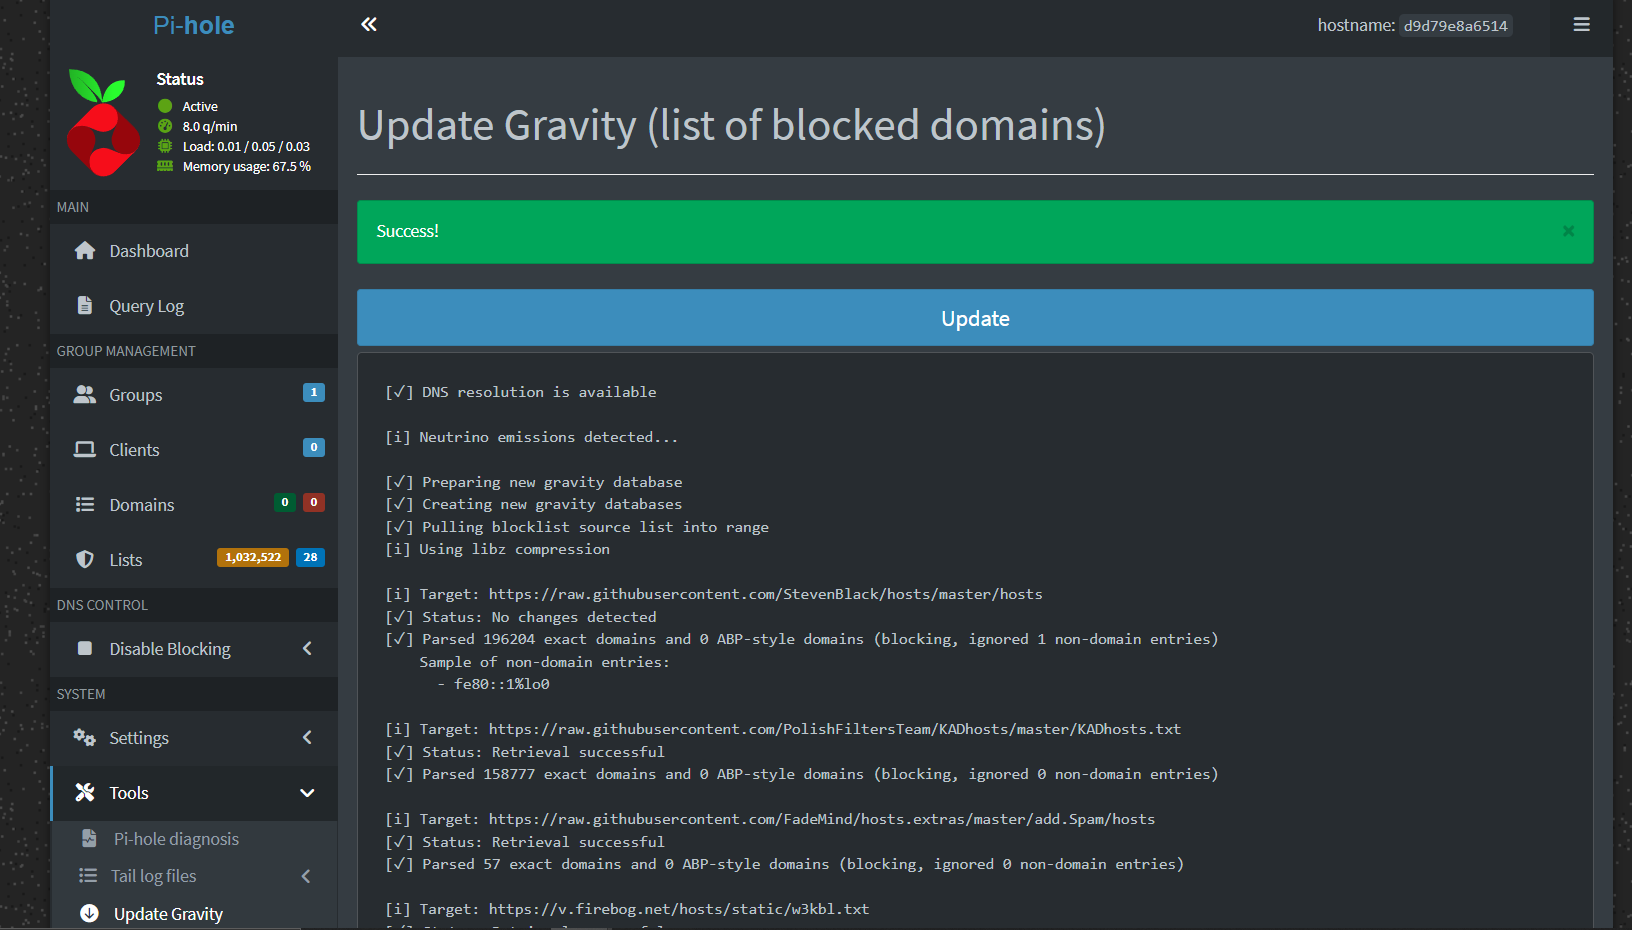 Pi-hole
hostname: d9d79e8a6514
Status
Active
8.0 q/min
Load: 0.01 / 0.05 / 0.03
Memory usage: 67.5 %
MAIN
Dashboard
Query Log
GROUP MANAGEMENT
Groups 1
Clients 0
Domains 0 0
Lists 1,032,522 28
DNS CONTROL
Disable Blocking
SYSTEM
Settings
Tools
Pi-hole diagnosis
Tail log files
Update Gravity
Update Gravity (list of blocked domains)
Success!
×
Update
[✓] DNS resolution is available
[i] Neutrino emissions detected...
[✓] Preparing new gravity database
[✓] Creating new gravity databases
[✓] Pulling blocklist source list into range
[i] Using libz compression
[i] Target: https://raw.githubusercontent.com/StevenBlack/hosts/master/hosts
[✓] Status: No changes detected
[✓] Parsed 196204 exact domains and 0 ABP-style domains (blocking, ignored 1 non-domain entries)
Sample of non-domain entries:
- fe80::1%lo0
[i] Target: https://raw.githubusercontent.com/PolishFiltersTeam/KADhosts/master/KADhosts.txt
[✓] Status: Retrieval successful
[✓] Parsed 158777 exact domains and 0 ABP-style domains (blocking, ignored 0 non-domain entries)
[i] Target: https://raw.githubusercontent.com/FadeMind/hosts.extras/master/add.Spam/hosts
[✓] Status: Retrieval successful
[✓] Parsed 57 exact domains and 0 ABP-style domains (blocking, ignored 0 non-domain entries)
[i] Target: https://v.firebog.net/hosts/static/w3kbl.txt